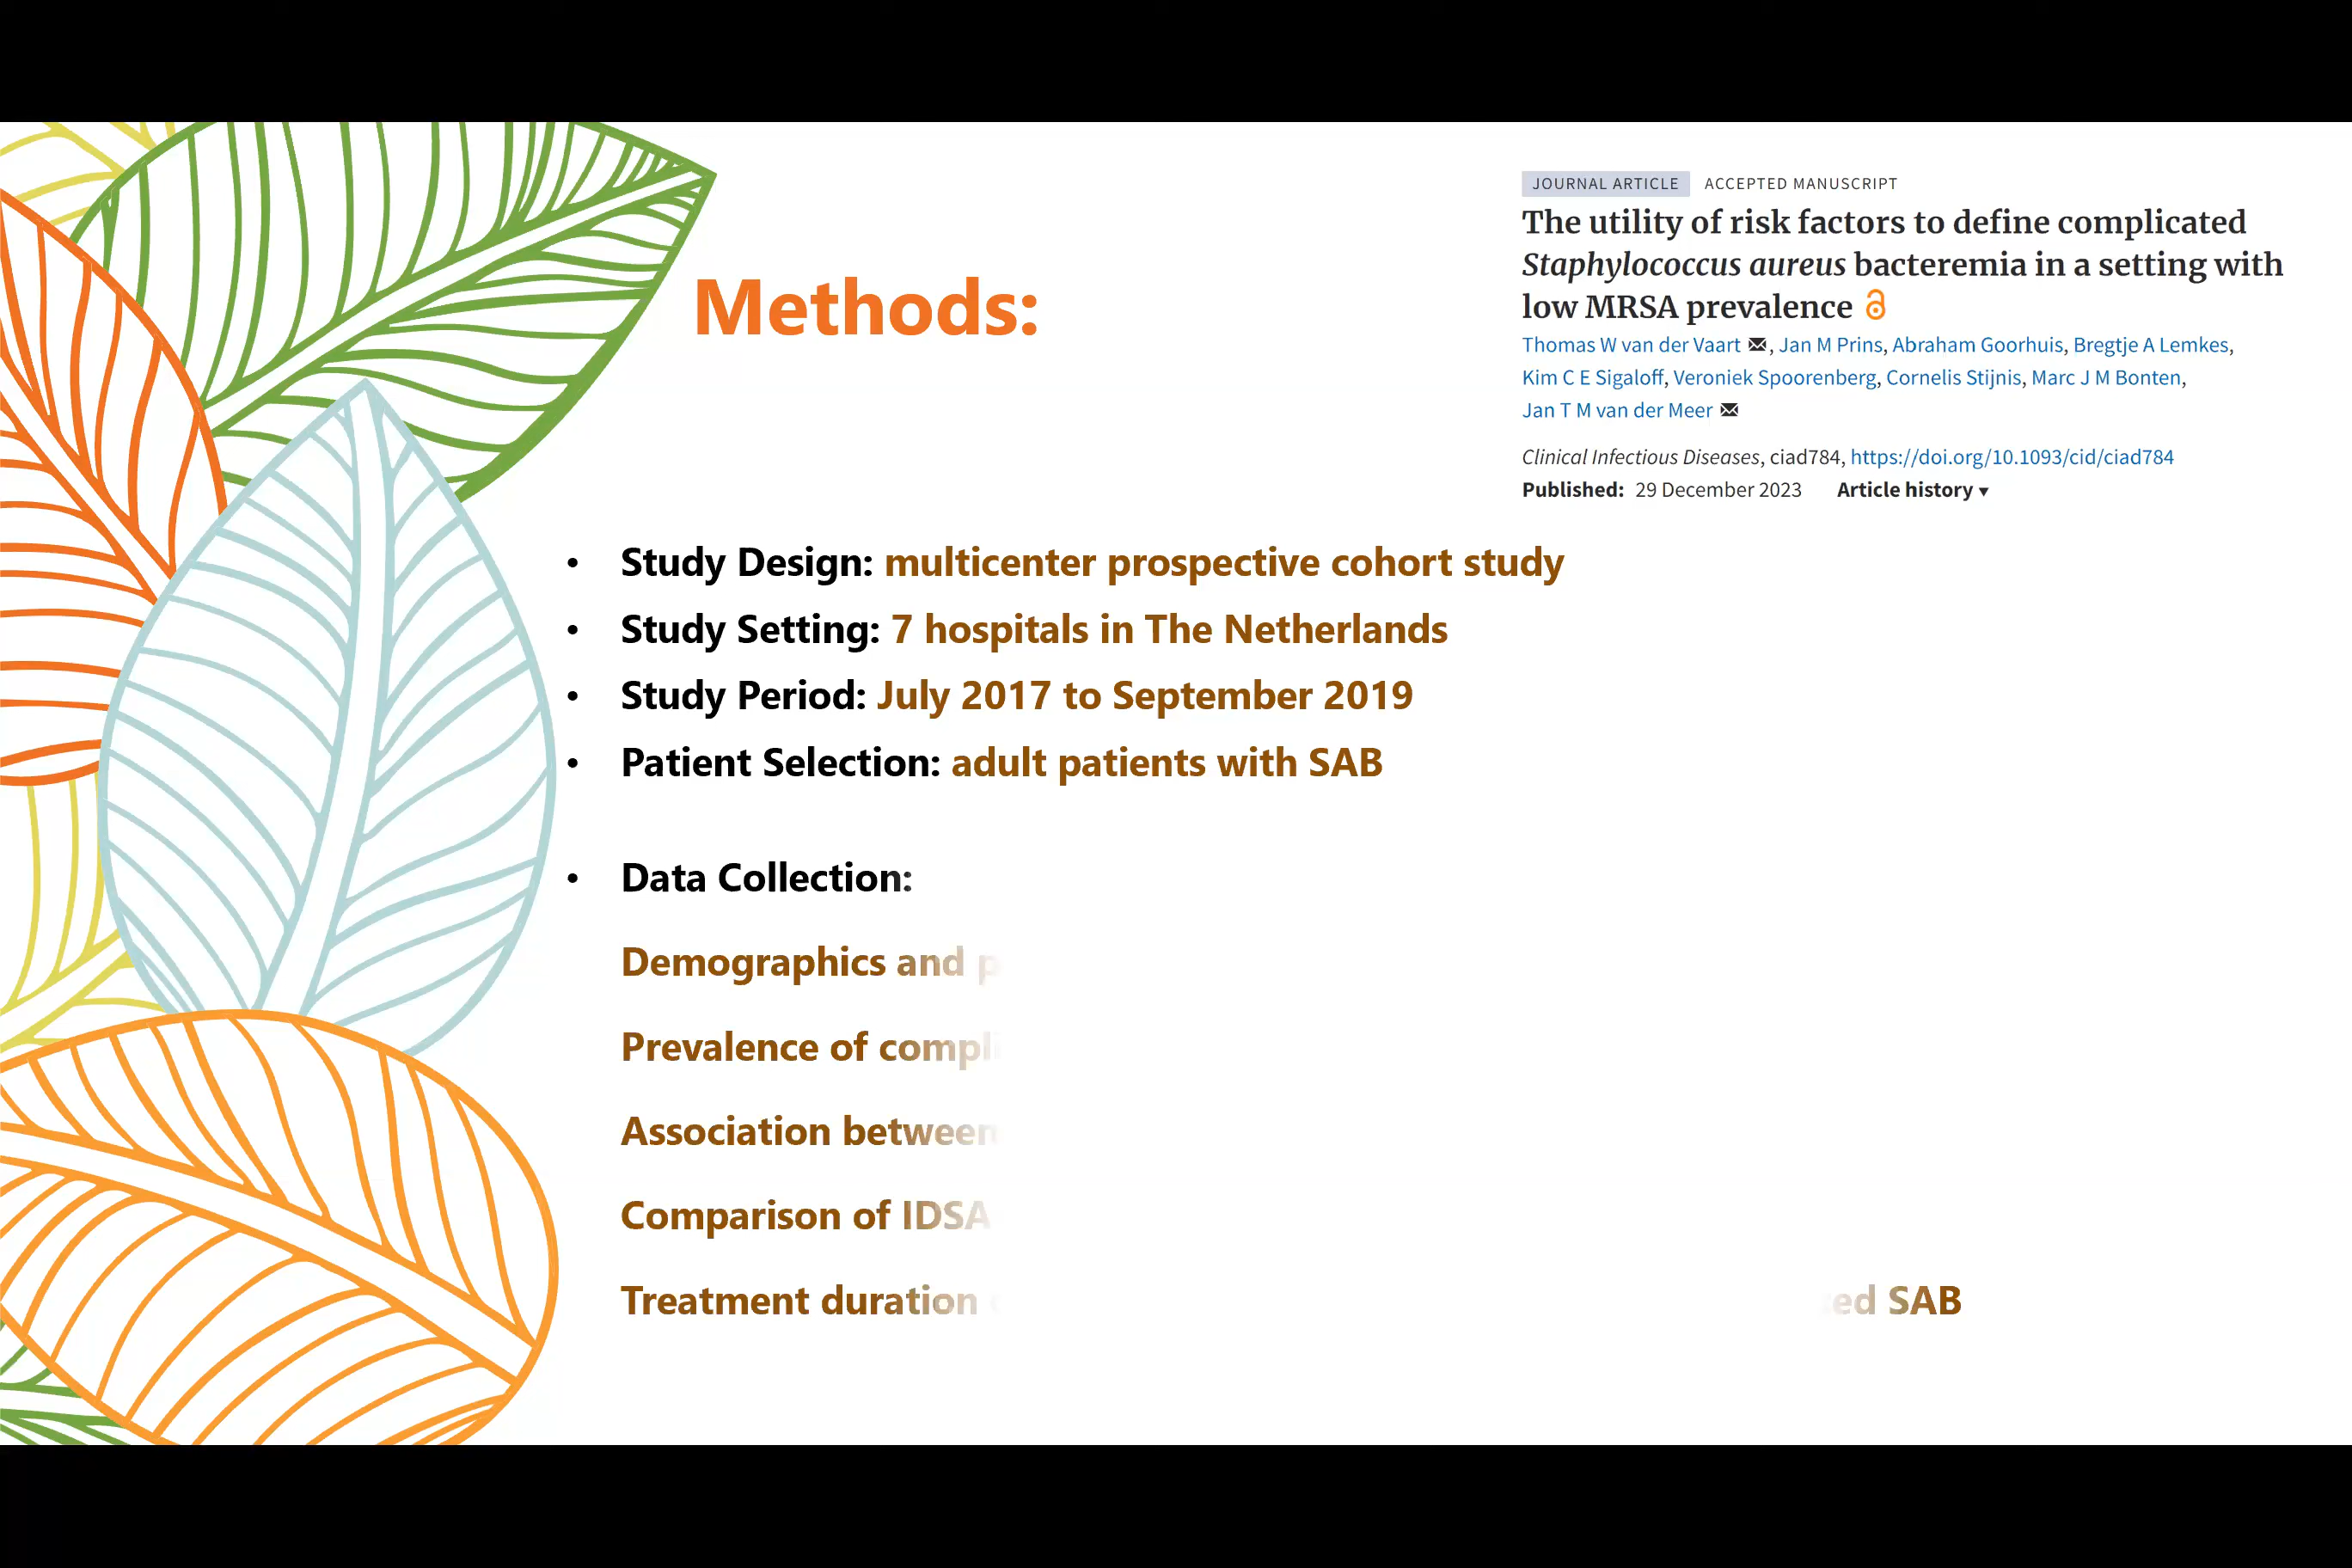 JOURNAL ARTICLE ACCEPTED MANUSCRIPT
The utility of risk factors to define complicated
Staphylococcus aureus bacteremia in a setting with
low MRSA prevalence
Thomas W van der Vaart, Jan M Prins, Abraham Goorhuis, Bregtje A Lemkes,
Kim C E Sigaloff, Veroniek Spoorenberg, Cornelis Stijnis, Marc J M Bonten,
Jan T M van der Meer
Clinical Infectious Diseases, ciad784, https://doi.org/10.1093/cid/ciad784
Published: 29 December 2023 Article history ▾
Methods:
• Study Design: multicenter prospective cohort study
• Study Setting: 7 hospitals in The Netherlands
• Study Period: July 2017 to September 2019
• Patient Selection: adult patients with SAB
• Data Collection:
Demographics and
Prevalence of
Association between
Comparison of IDSA
Treatment duration SAB